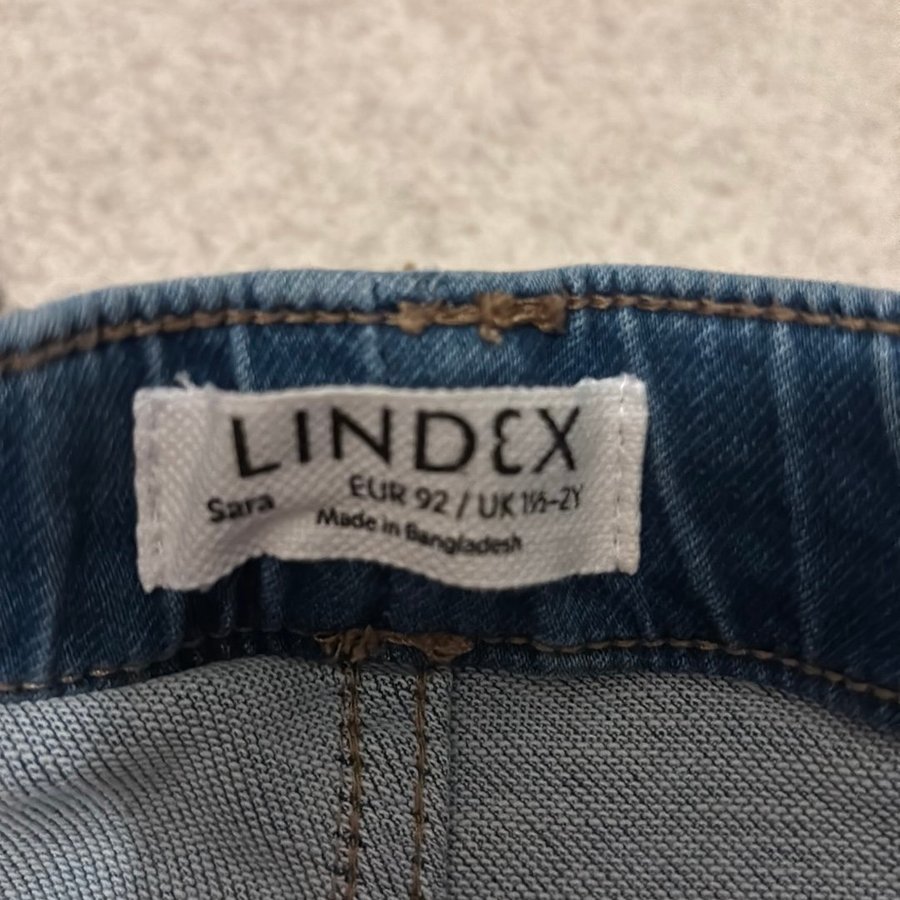 LINDEX
Sara EUR 92 / UK 1½-2Y
Made in Bangladesh